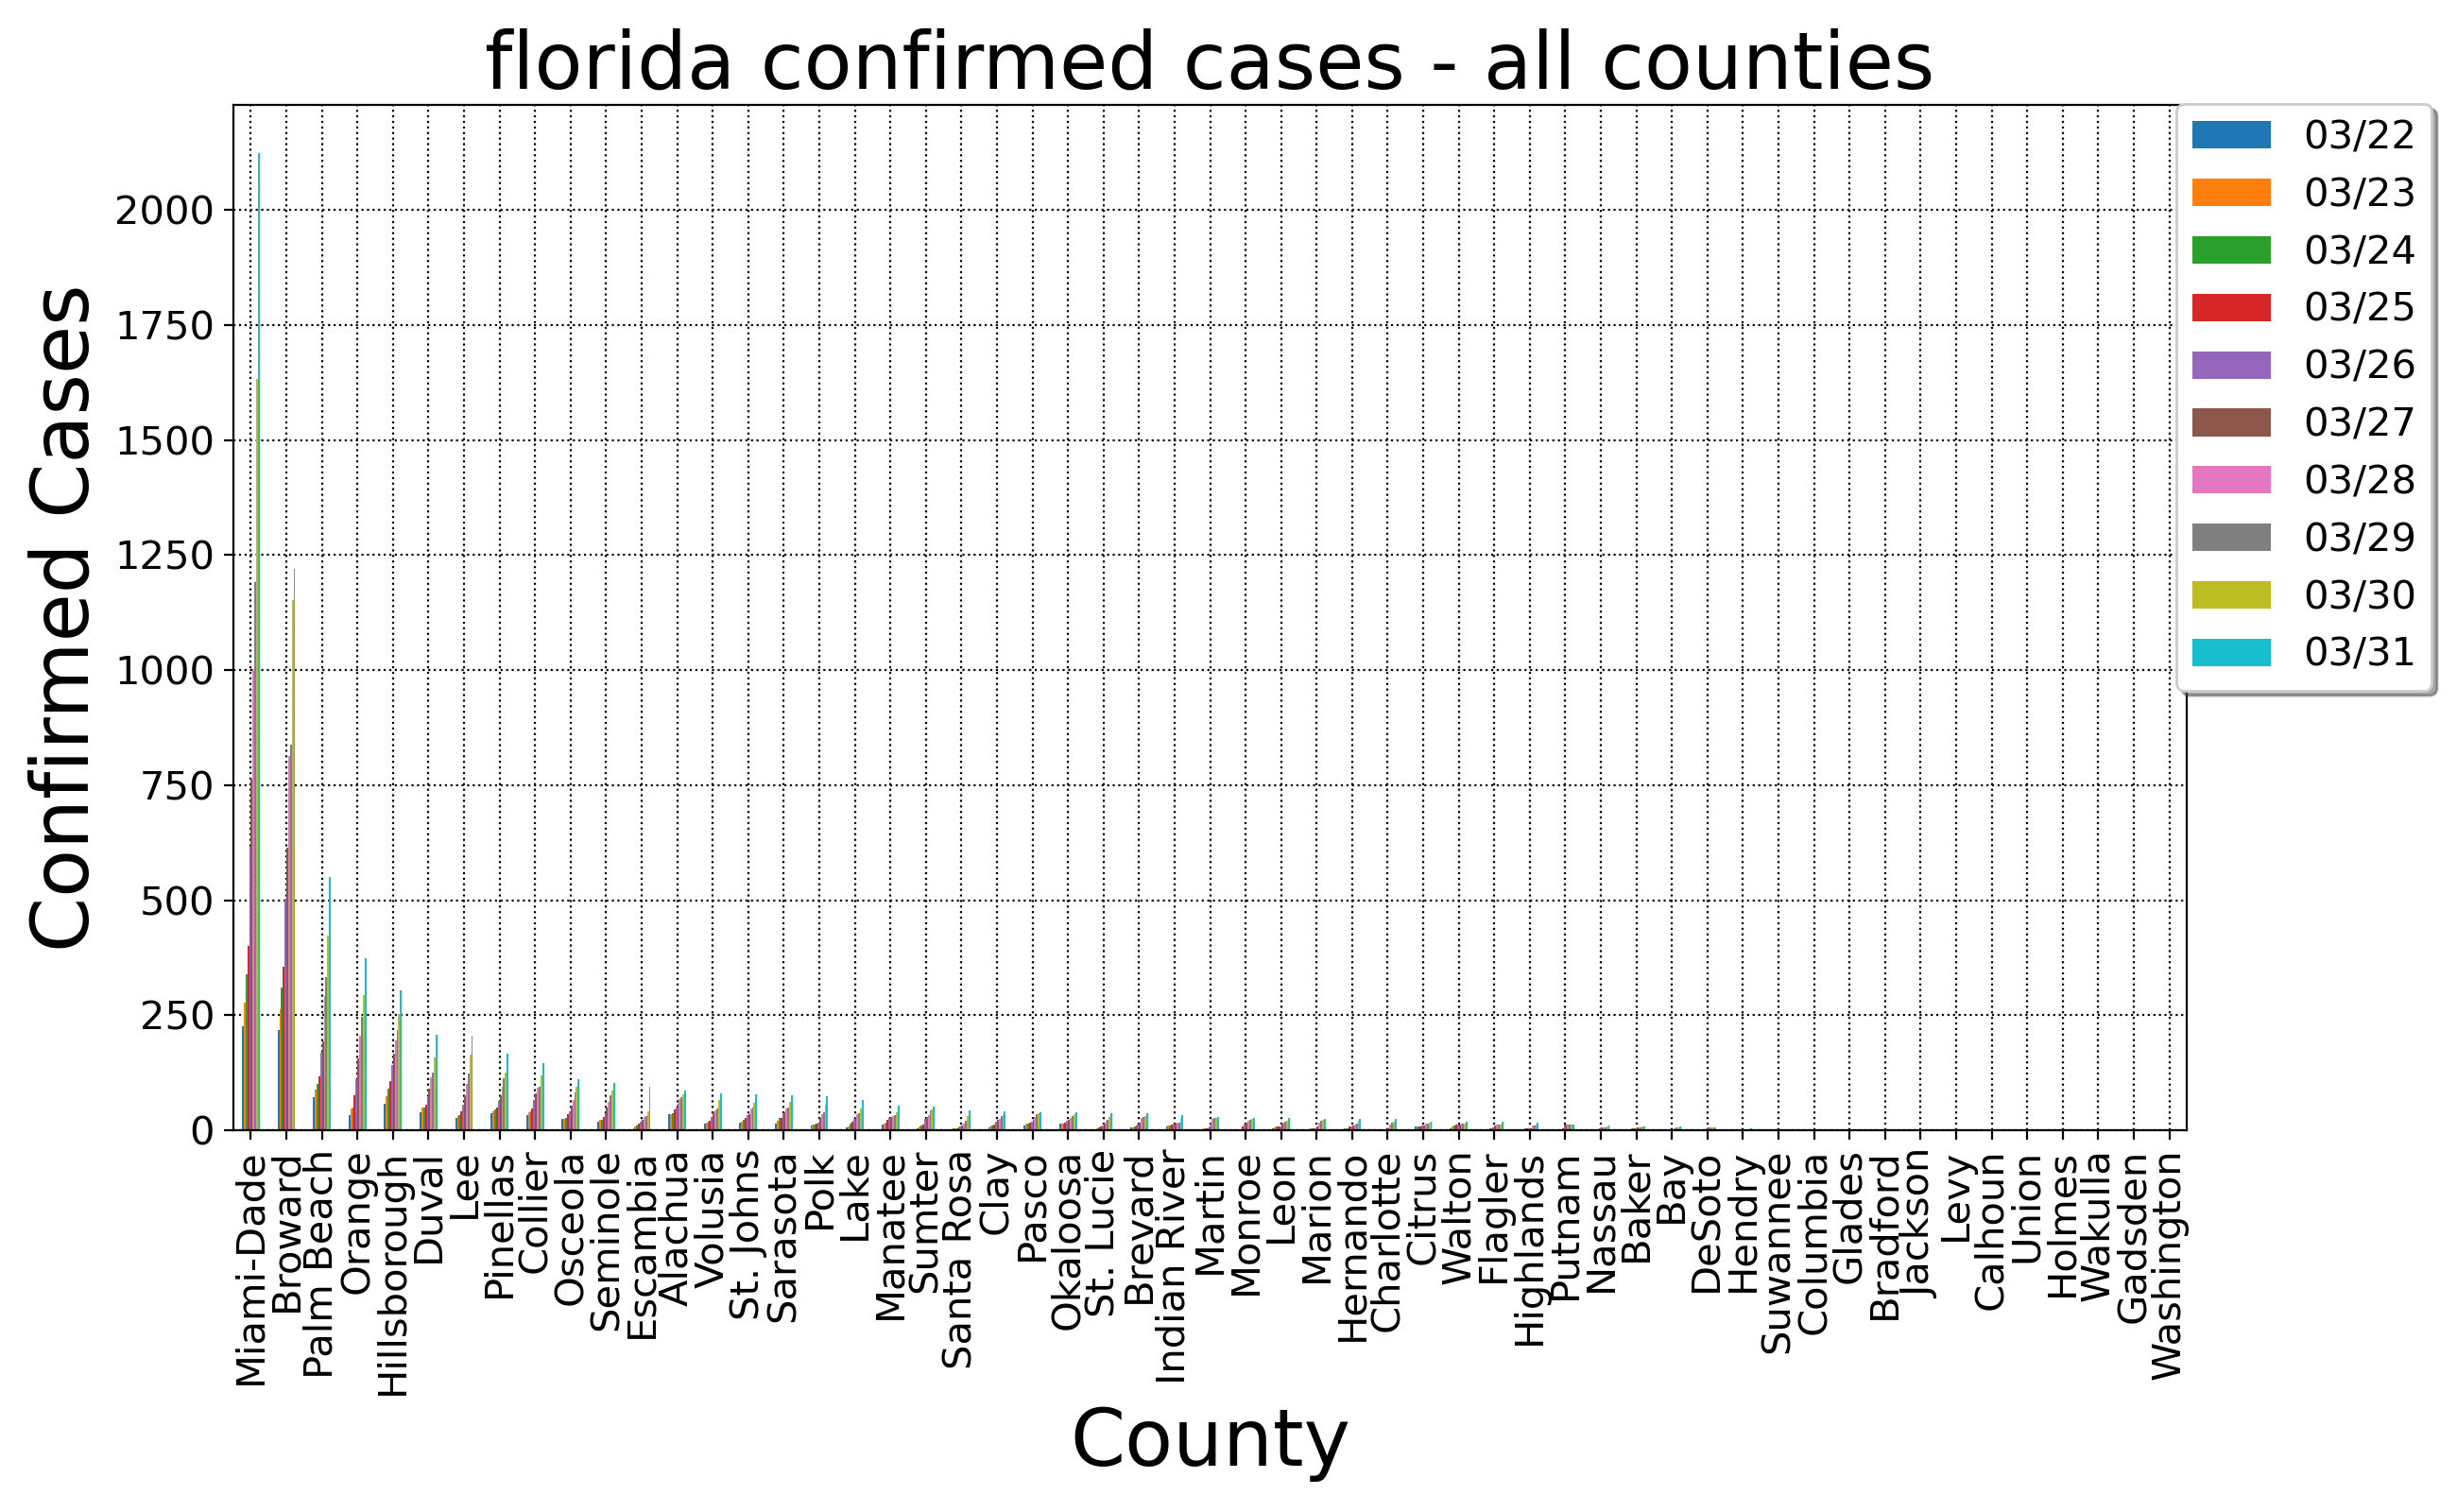 florida confirmed cases - all counties
Confirmed Cases
2000
1750
1500
1250
1000
750
500
250
0
03/22
03/23
03/24
03/25
03/26
03/27
03/28
03/29
03/30
03/31
Miami-Dade
Broward
Palm Beach
Orange
Hillsborough
Duval
Lee
Pinellas
Collier
Osceola
Seminole
Escambia
Alachua
Volusia
St. Johns
Sarasota
Polk
Lake
Manatee
Sumter
Santa Rosa
Clay
Pasco
Okaloosa
St. Lucie
Brevard
Indian River
Martin
Monroe
Leon
Marion
Hernando
Charlotte
Citrus
Walton
Flagler
Highlands
Putnam
Nassau
Baker
Bay
DeSoto
Hendry
Suwannee
Columbia
Glades
Bradford
Jackson
Levy
Calhoun
Union
Holmes
Wakulla
Gadsden
Washington
County